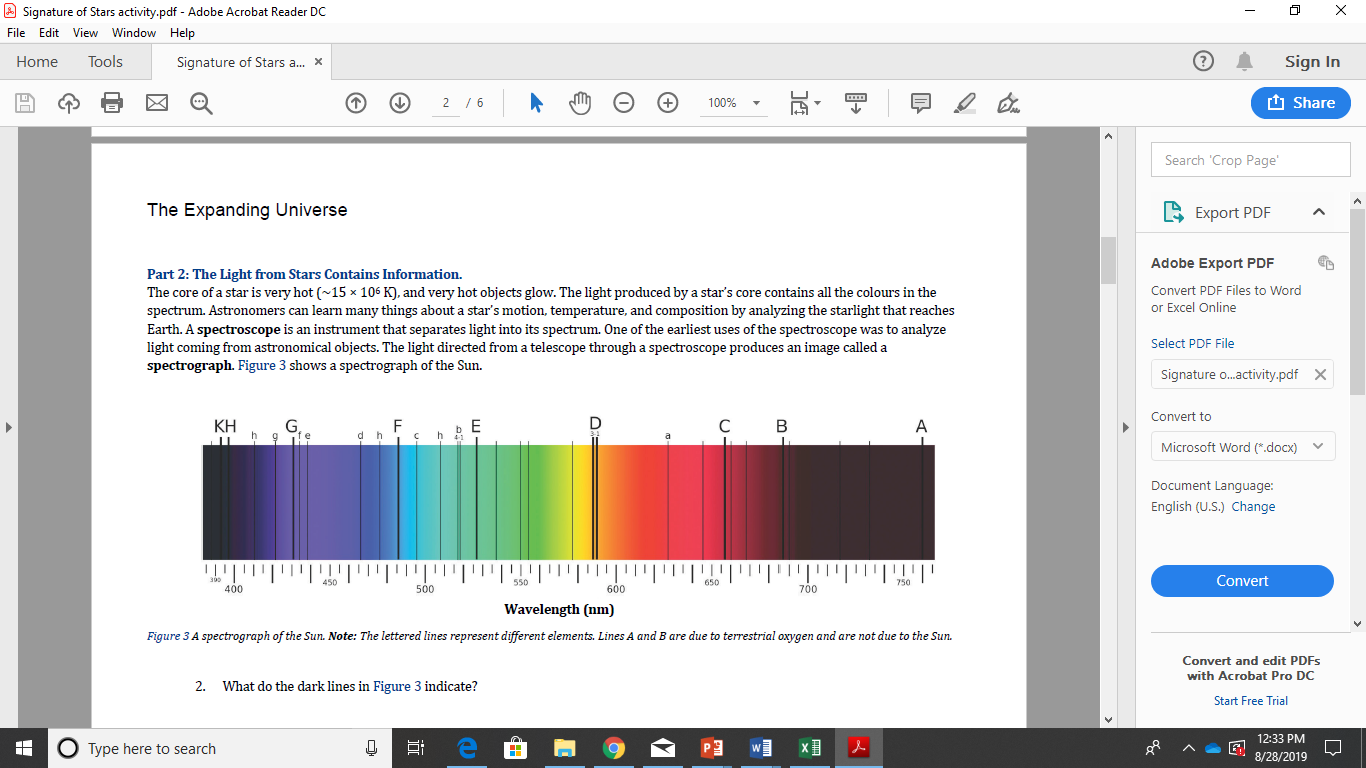 Signature of Stars activity.pdf - Adobe Acrobat Reader DC
File Edit View Window Help
Home Tools Signature of Stars a... × Sign In
2 / 6 100% Share
Search 'Crop Page'
The Expanding Universe
Export PDF
Part 2: The Light from Stars Contains Information.
The core of a star is very hot (~15 × 10⁶ K), and very hot objects glow. The light produced by a star's core contains all the colours in the
spectrum. Astronomers can learn many things about a star's motion, temperature, and composition by analyzing the starlight that reaches
Earth. A spectroscope is an instrument that separates light into its spectrum. One of the earliest uses of the spectroscope was to analyze
light coming from astronomical objects. The light directed from a telescope through a spectroscope produces an image called a
spectrograph. Figure 3 shows a spectrograph of the Sun.
KH G F E D C B A
h g f e d h c h b 4-1 3-1 a
390 400 450 500 550 600 650 700 750
Wavelength (nm)
Figure 3 A spectrograph of the Sun. Note: The lettered lines represent different elements. Lines A and B are due to terrestrial oxygen and are not due to the Sun.
2. What do the dark lines in Figure 3 indicate?
Adobe Export PDF
Convert PDF Files to Word
or Excel Online
Select PDF File
Signature o...activity.pdf
Convert to
Microsoft Word (*.docx)
Document Language:
English (U.S.) Change
Convert
Convert and edit PDFs
with Acrobat Pro DC
Start Free Trial
Type here to search
12:33 PM
8/28/2019